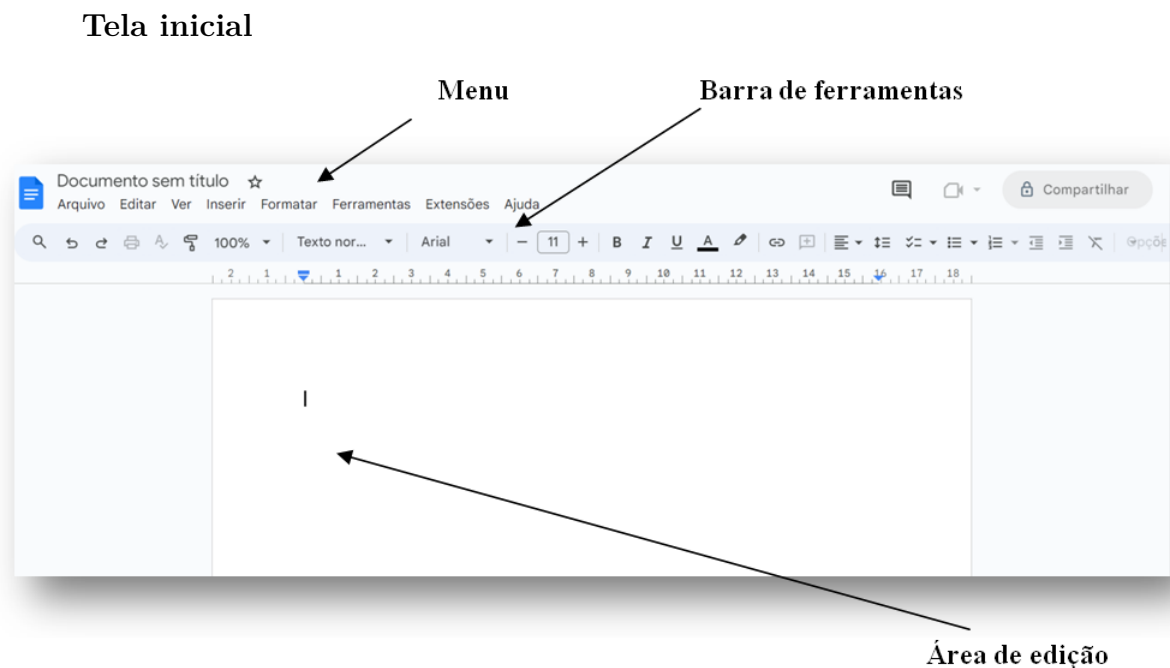 Tela inicial
Menu Barra de ferramentas
Documento sem título
Arquivo Editar Ver Inserir Formatar Ferramentas Extensões Ajuda Compartilhar
100% Texto nor... Arial − 11 + B I U A Opçõe
2 1 1 2 3 4 5 6 7 8 9 10 11 12 13 14 15 16 17 18
Área de edição